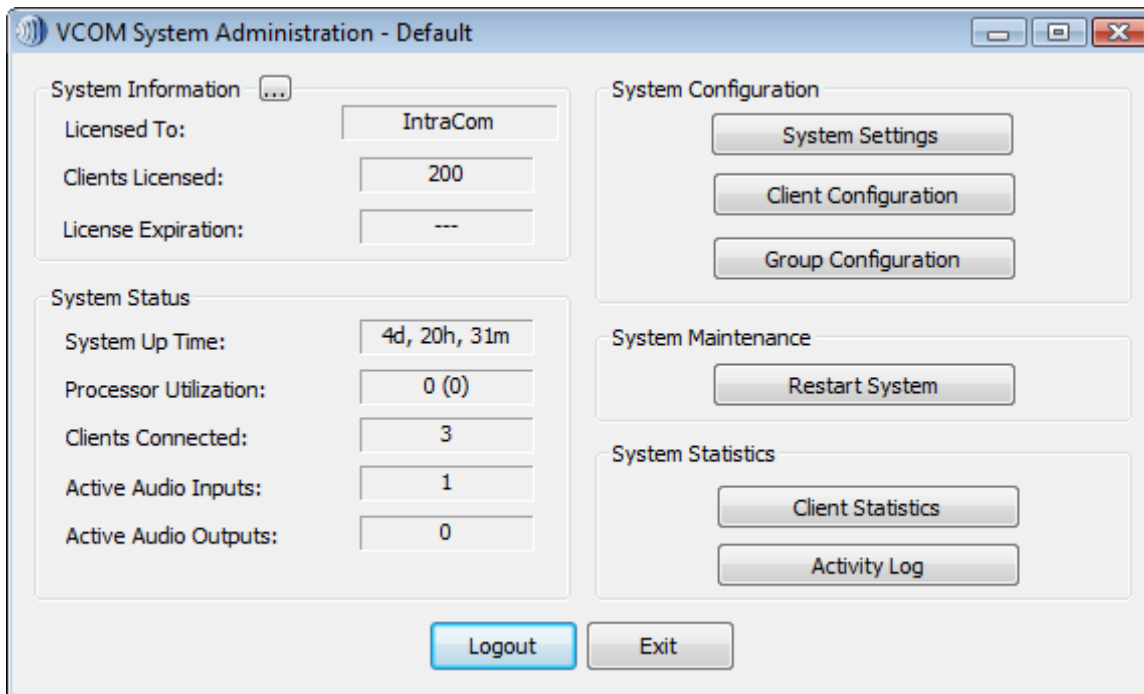 VCOM System Administration - Default
System Information ...
Licensed To: IntraCom
Clients Licensed: 200
License Expiration: ---
System Status
System Up Time: 4d, 20h, 31m
Processor Utilization: 0 (0)
Clients Connected: 3
Active Audio Inputs: 1
Active Audio Outputs: 0
System Configuration
System Settings
Client Configuration
Group Configuration
System Maintenance
Restart System
System Statistics
Client Statistics
Activity Log
Logout
Exit